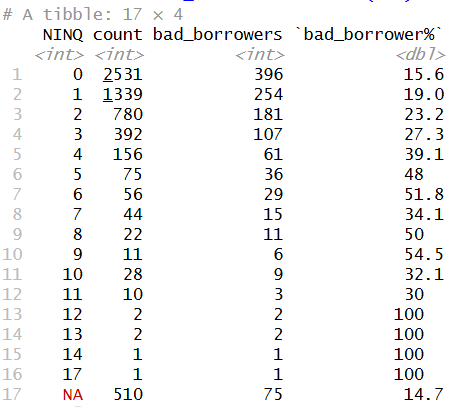 # A tibble: 17 × 4
NINQ count bad_borrowers `bad_borrower%`
<int> <int> <int> <dbl>
1 0 2531 396 15.6
2 1 1339 254 19.0
3 2 780 181 23.2
4 3 392 107 27.3
5 4 156 61 39.1
6 5 75 36 48
7 6 56 29 51.8
8 7 44 15 34.1
9 8 22 11 50
10 9 11 6 54.5
11 10 28 9 32.1
12 11 10 3 30
13 12 2 2 100
14 13 2 2 100
15 14 1 1 100
16 17 1 1 100
17 NA 510 75 14.7